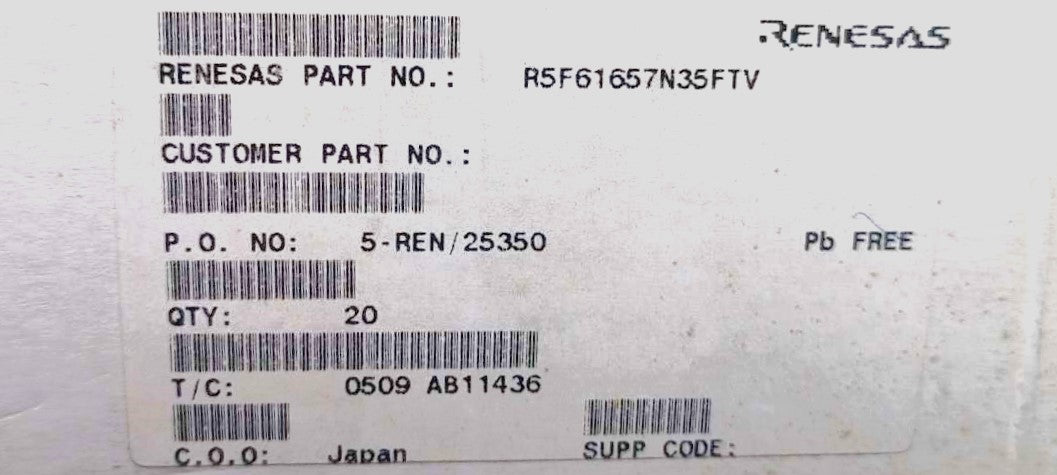 RENESAS
RENESAS PART NO.: R5F61657N35FTV
CUSTOMER PART NO.:
P.O. NO: 5-REN/25350 Pb FREE
QTY: 20
T/C: 0509 AB11436
C.O.O: Japan SUPP CODE: